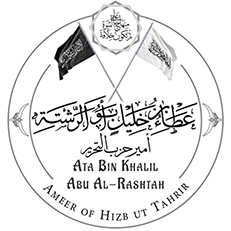 عطاء بن خليل أبو الرشتة
أمير حزب التحرير
ATA BIN KHALIL
ABU AL-RASHTAH
AMEER OF HIZB UT TAHRIR